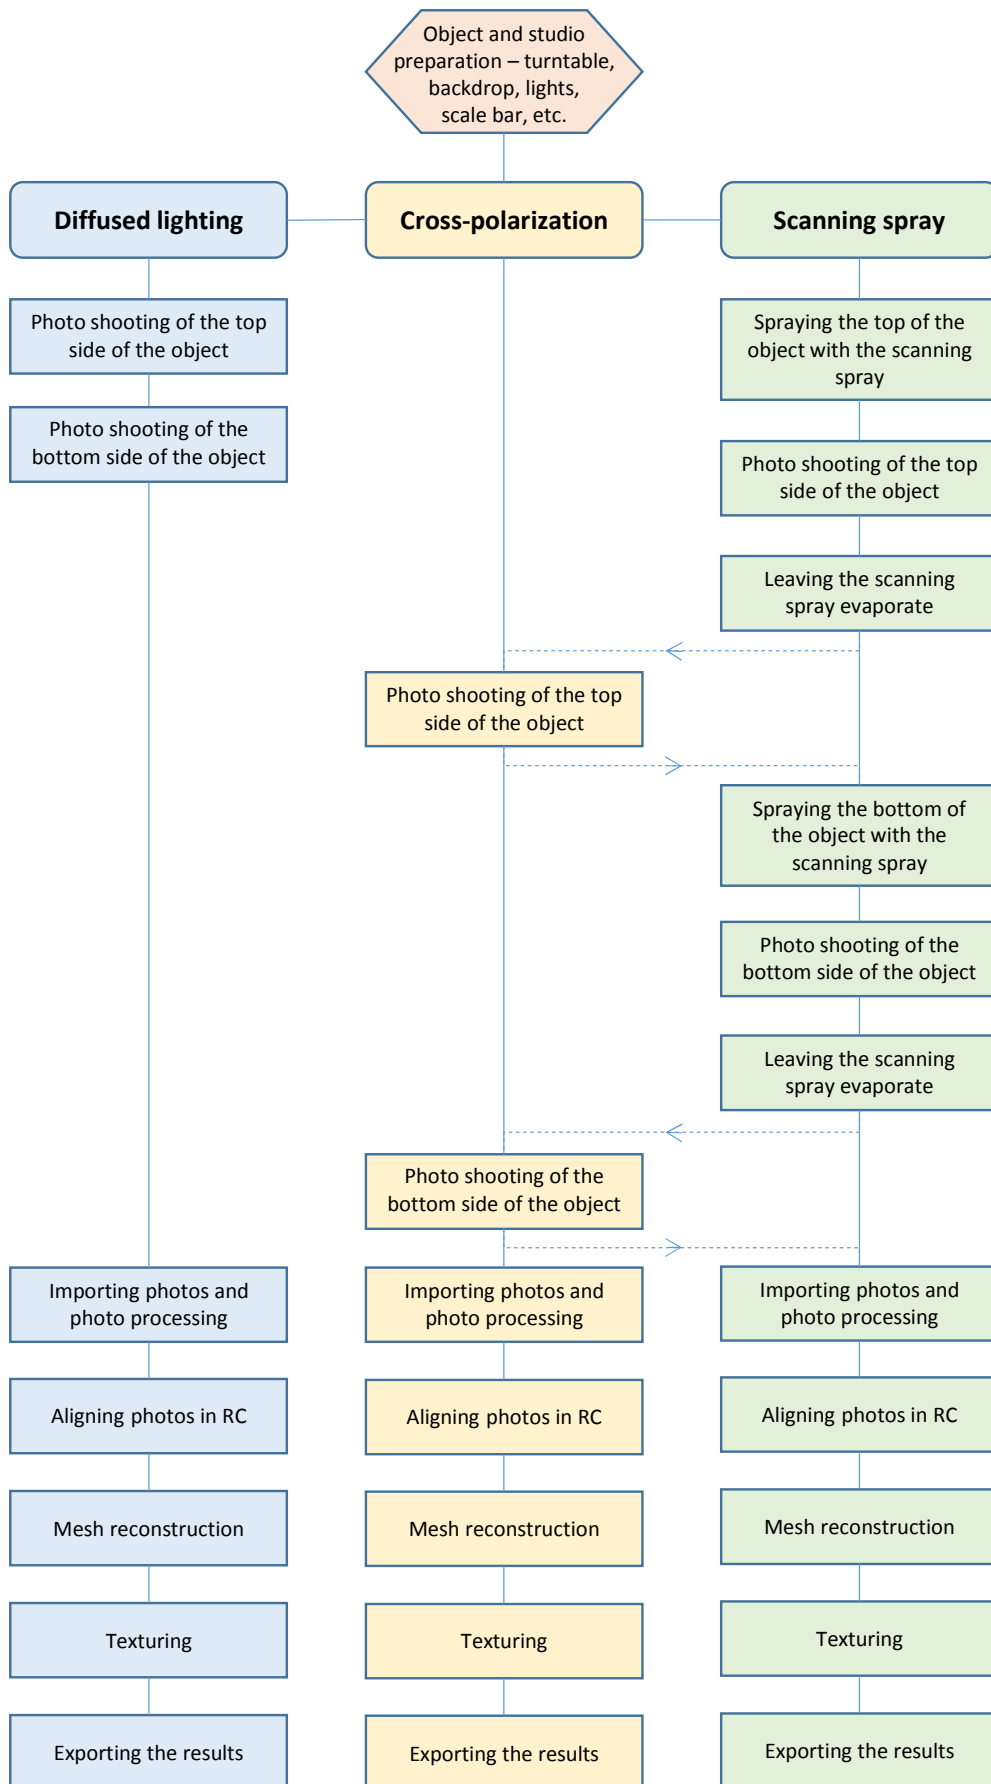 Object and studio
preparation – turntable,
backdrop, lights,
scale bar, etc.
Diffused lighting
Cross-polarization
Scanning spray
Photo shooting of the top
side of the object
Photo shooting of the
bottom side of the object
Spraying the top of the
object with the scanning
spray
Photo shooting of the top
side of the object
Leaving the scanning
spray evaporate
Photo shooting of the top
side of the object
Spraying the bottom of
the object with the
scanning spray
Photo shooting of the
bottom side of the object
Leaving the scanning
spray evaporate
Photo shooting of the
bottom side of the object
Importing photos and
photo processing
Importing photos and
photo processing
Importing photos and
photo processing
Aligning photos in RC
Aligning photos in RC
Aligning photos in RC
Mesh reconstruction
Mesh reconstruction
Mesh reconstruction
Texturing
Texturing
Texturing
Exporting the results
Exporting the results
Exporting the results